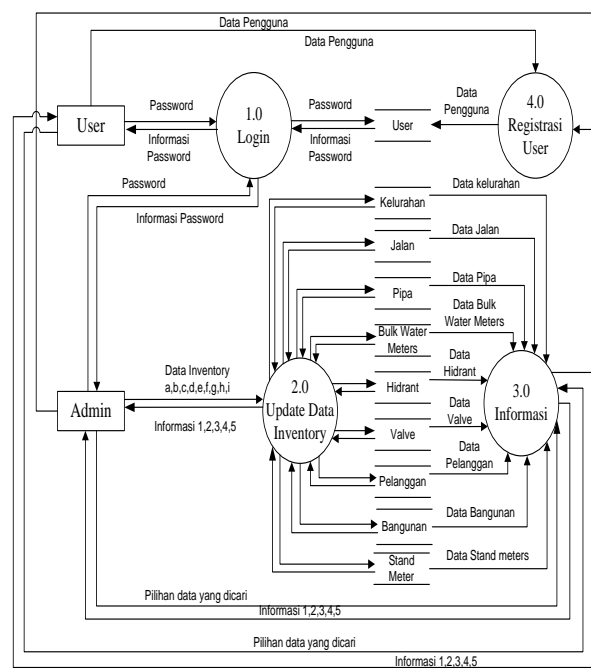 Data Pengguna
Data Pengguna
User
Password
Informasi
Password
1.0
Login
Password
Informasi
Password
User
Data
Pengguna
4.0
Registrasi
User
Password
Informasi Password
Kelurahan
Data kelurahan
Jalan
Data Jalan
Pipa
Data Pipa
Bulk Water
Meters
Data Bulk
Water Meters
Admin
Data Inventory
a,b,c,d,e,f,g,h,i
Informasi 1,2,3,4,5
2.0
Update Data
Inventory
Hidrant
Data
Hidrant
3.0
Informasi
Valve
Data
Valve
Pelanggan
Data
Pelanggan
Bangunan
Data Bangunan
Stand
Meter
Data Stand meters
Pilihan data yang dicari
Informasi 1,2,3,4,5
Pilihan data yang dicari
Informasi 1,2,3,4,5